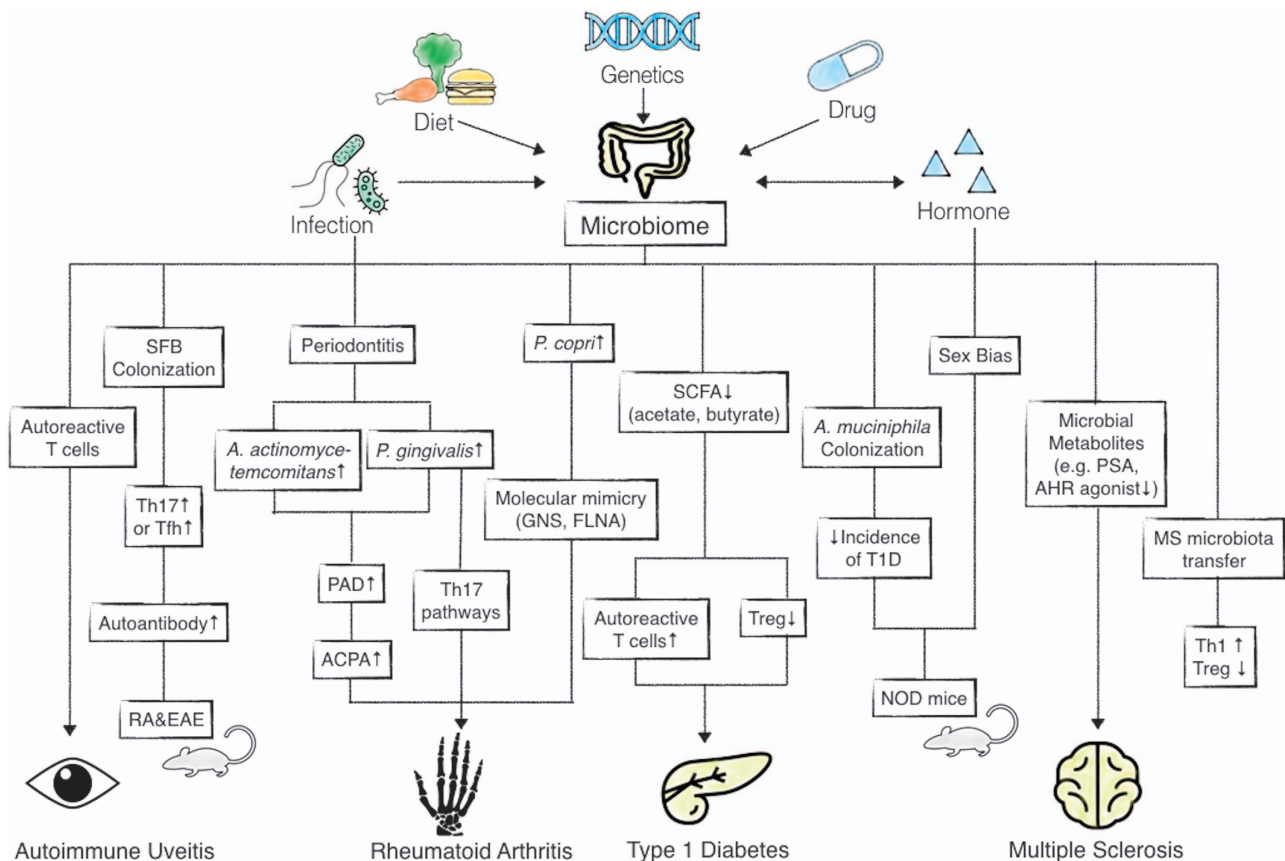 Genetics
Diet
Drug
Infection
Microbiome
Hormone
SFB
Colonization
Periodontitis
P. copri↑
Sex Bias
Autoreactive
T cells
A. actinomyce-
temcomitans↑
P. gingivalis↑
SCFA↓
(acetate, butyrate)
A. muciniphila
Colonization
Microbial
Metabolites
(e.g. PSA,
AHR agonist↓)
Th17↑
or Tfh↑
Molecular mimicry
(GNS, FLNA)
↓Incidence
of T1D
MS microbiota
transfer
PAD↑
Th17
pathways
Autoantibody↑
Autoreactive
T cells↑
Treg↓
ACPA↑
Th1 ↑
Treg ↓
RA&EAE
NOD mice
Autoimmune Uveitis
Rheumatoid Arthritis
Type 1 Diabetes
Multiple Sclerosis